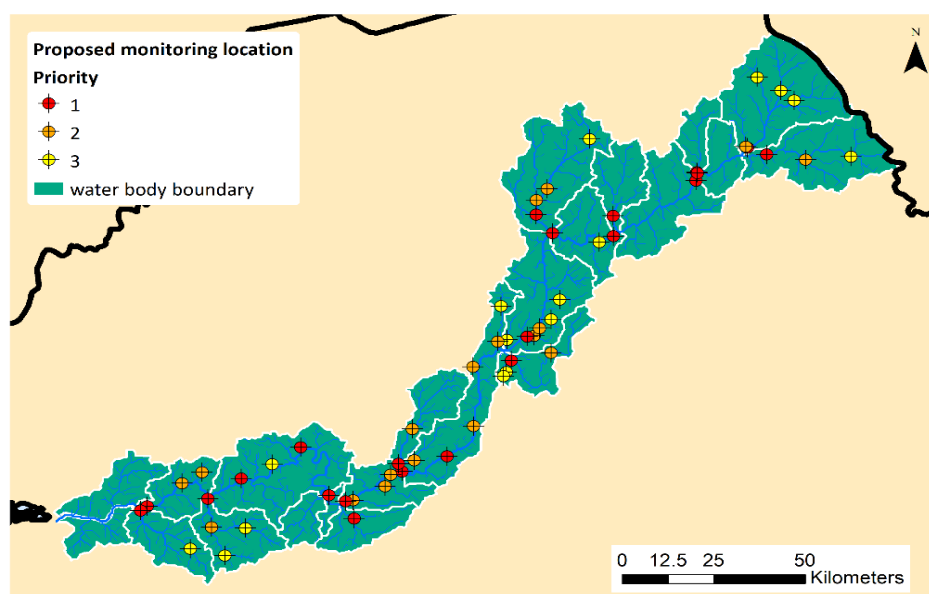 Proposed monitoring location
Priority
1
2
3
water body boundary
N
0 12.5 25 50
Kilometers